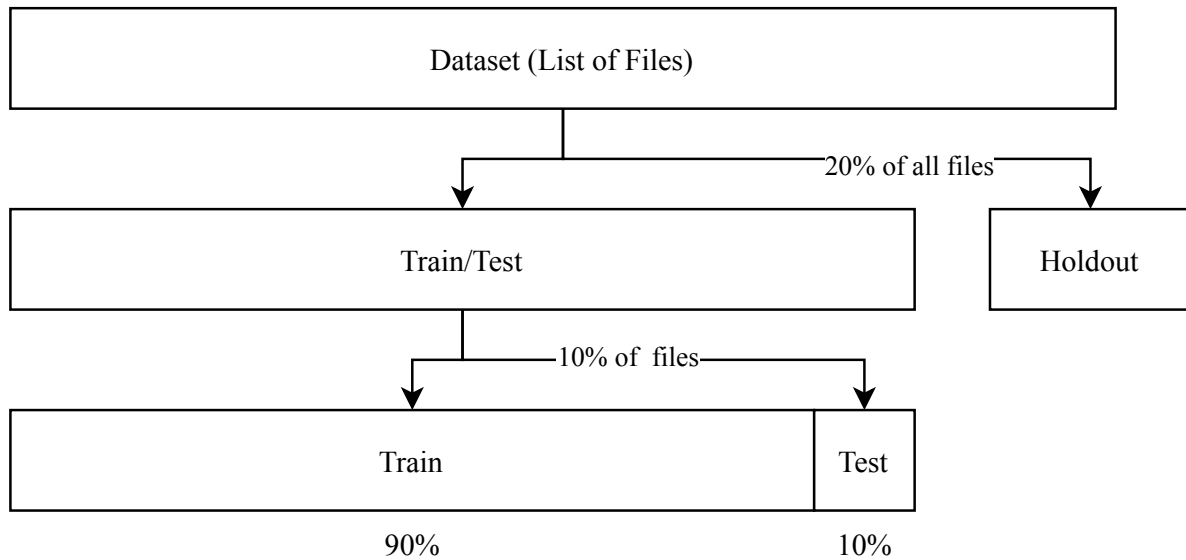 Dataset (List of Files)
20% of all files
Train/Test
Holdout
10% of  files
Train
Test
90%
10%